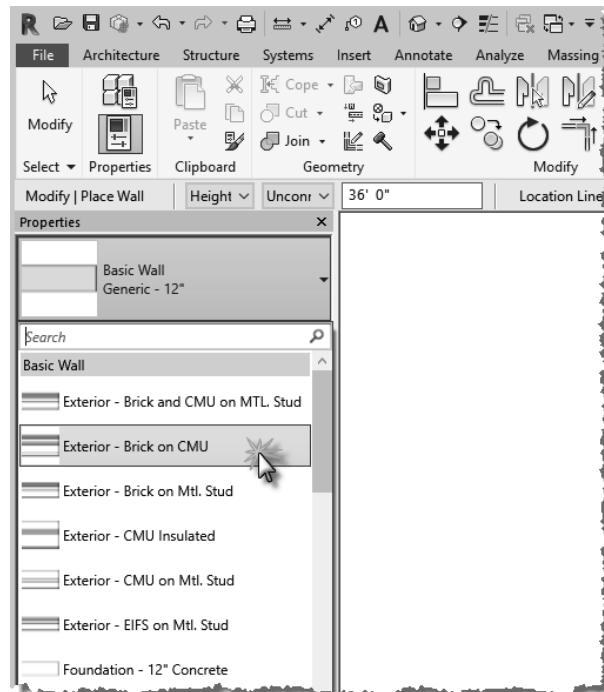 R A
File Architecture Structure Systems Insert Annotate Analyze Massing
Cope
Modify Paste Cut
Join
Select Properties Clipboard Geometry Modify
Modify | Place Wall Height Unconr 36' 0" Location Line
Properties
Basic Wall
Generic - 12"
Search
Basic Wall
Exterior - Brick and CMU on MTL. Stud
Exterior - Brick on CMU
Exterior - Brick on Mtl. Stud
Exterior - CMU Insulated
Exterior - CMU on Mtl. Stud
Exterior - EIFS on Mtl. Stud
Foundation - 12" Concrete